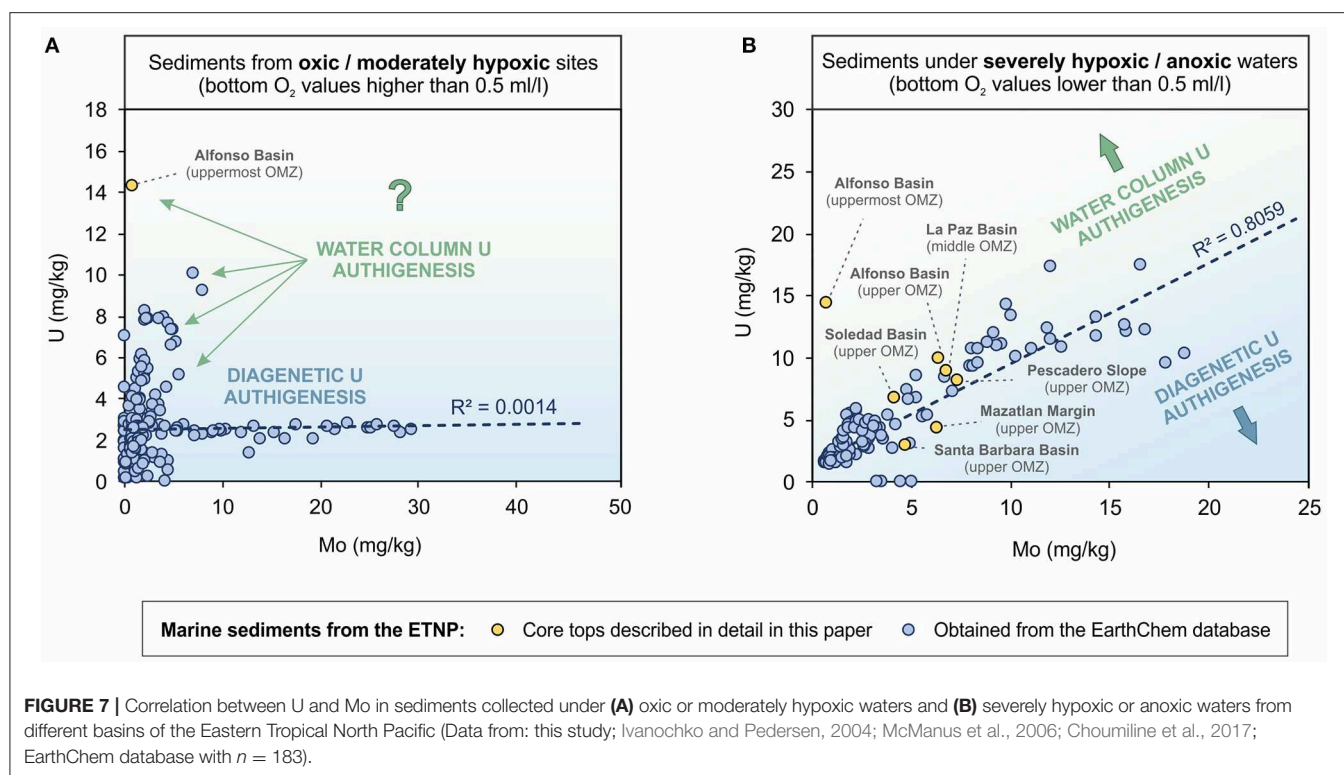 A
Sediments from oxic / moderately hypoxic sites
(bottom O₂ values higher than 0.5 ml/l)
18
16
14
12
10
8
6
4
2
0
U (mg/kg)
Alfonso Basin
(uppermost OMZ)
?
WATER COLUMN U
AUTHIGENESIS
DIAGENETIC U
AUTHIGENESIS
R² = 0.0014
0
10
20
30
40
50
Mo (mg/kg)
B
Sediments under severely hypoxic / anoxic waters
(bottom O₂ values lower than 0.5 ml/l)
30
25
20
15
10
5
0
U (mg/kg)
Alfonso Basin
(uppermost OMZ)
WATER COLUMN U
AUTHIGENESIS
La Paz Basin
(middle OMZ)
R² = 0.8059
Alfonso Basin
(upper OMZ)
Soledad Basin
(upper OMZ)
Pescadero Slope
(upper OMZ)
DIAGENETIC U
AUTHIGENESIS
Mazatlan Margin
(upper OMZ)
Santa Barbara Basin
(upper OMZ)
0
5
10
15
20
25
Mo (mg/kg)
Marine sediments from the ETNP: Core tops described in detail in this paper Obtained from the EarthChem database
FIGURE 7 | Correlation between U and Mo in sediments collected under (A) oxic or moderately hypoxic waters and (B) severely hypoxic or anoxic waters from
different basins of the Eastern Tropical North Pacific (Data from: this study; Ivanochko and Pedersen, 2004; McManus et al., 2006; Choumiline et al., 2017;
EarthChem database with n = 183).